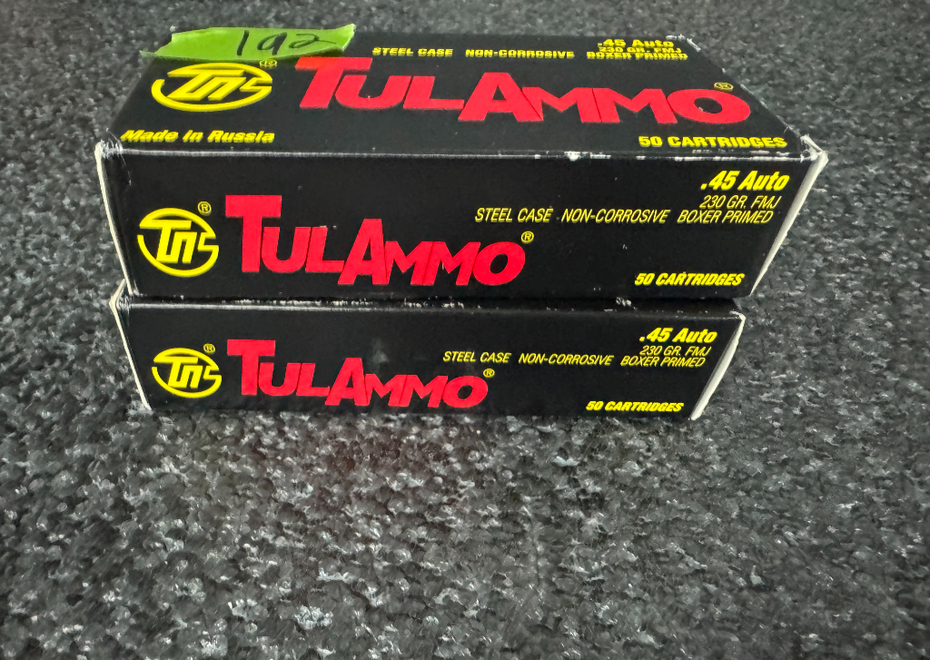 192
STEEL CASE NON-CORROSIVE
.45 Auto
230 GR. FMJ
BOXER PRIMED
TULAMMO®
Made in Russia
50 CARTRIDGES
.45 Auto
230 GR. FMJ
STEEL CASE NON-CORROSIVE BOXER PRIMED
TULAMMO®
50 CARTRIDGES
.45 Auto
230 GR. FMJ
STEEL CASE NON-CORROSIVE BOXER PRIMED
TULAMMO®
50 CARTRIDGES